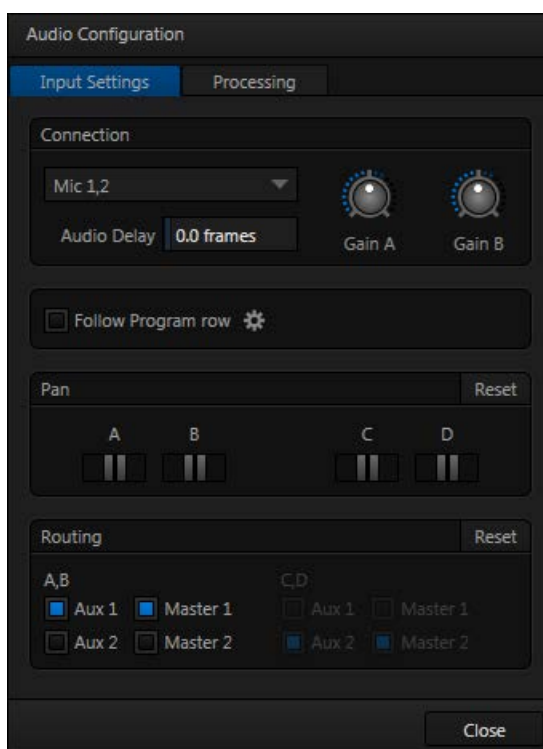 Audio Configuration
Input Settings Processing
Connection
Mic 1,2
Audio Delay 0.0 frames Gain A Gain B
Follow Program row
Pan Reset
A B C D
Routing Reset
A,B C,D
Aux 1 Master 1 Aux 1 Master 1
Aux 2 Master 2 Aux 2 Master 2
Close